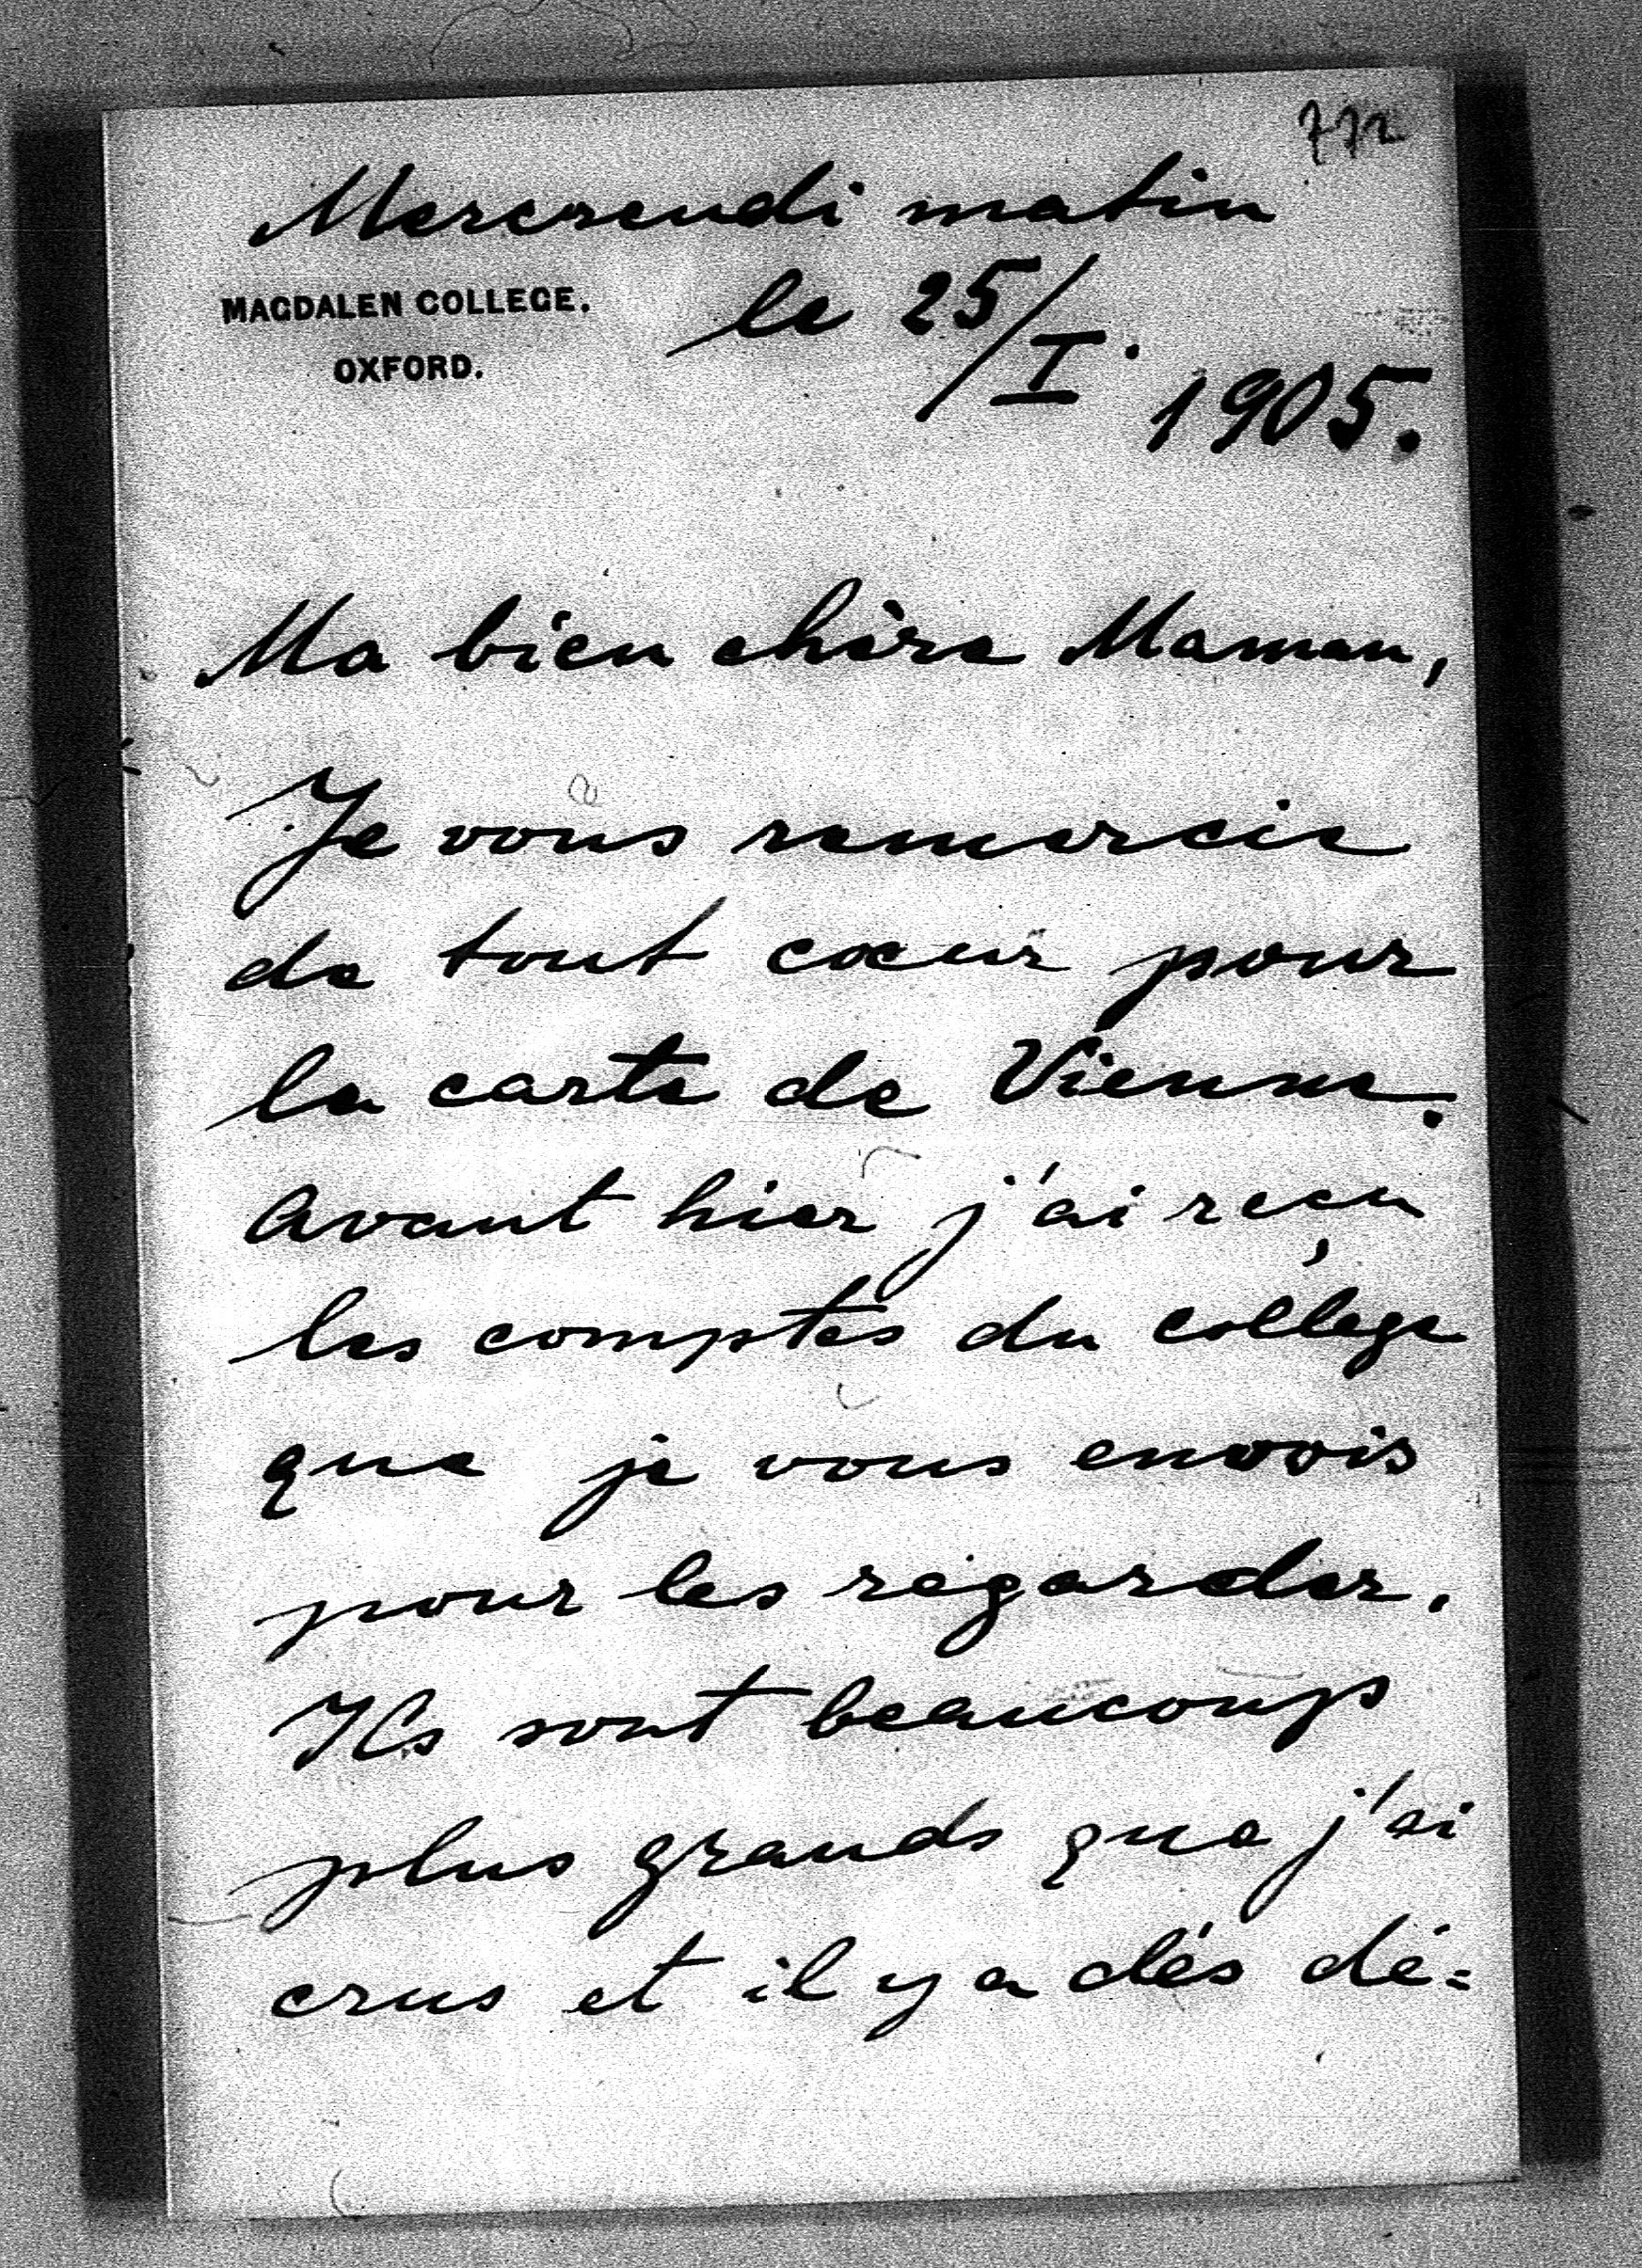 772
Mercrendi matin
MAGDALEN COLLEGE.
OXFORD.
le 25/I. 1905.
Ma bien chère Maman,
Je vous remercie
de tout coeur pour
la carte de Vienne.
Avant hier j'ai reçu
les comptes du collège
que je vous envois
pour les regarder.
Ils sont beaucoup
plus grands que j'ai
crus et il y a dés dé=